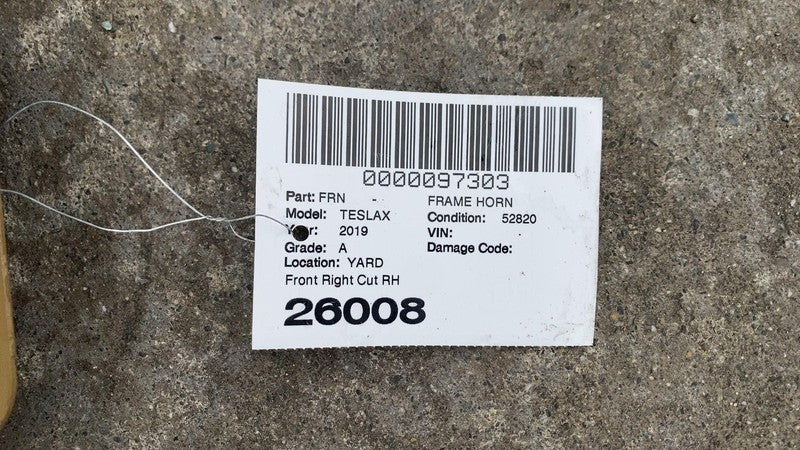 0000097303
Part: FRN - FRAME HORN
Model: TESLAX Condition: 52820
r: 2019 VIN:
Grade: A Damage Code:
Location: YARD
Front Right Cut RH
26008